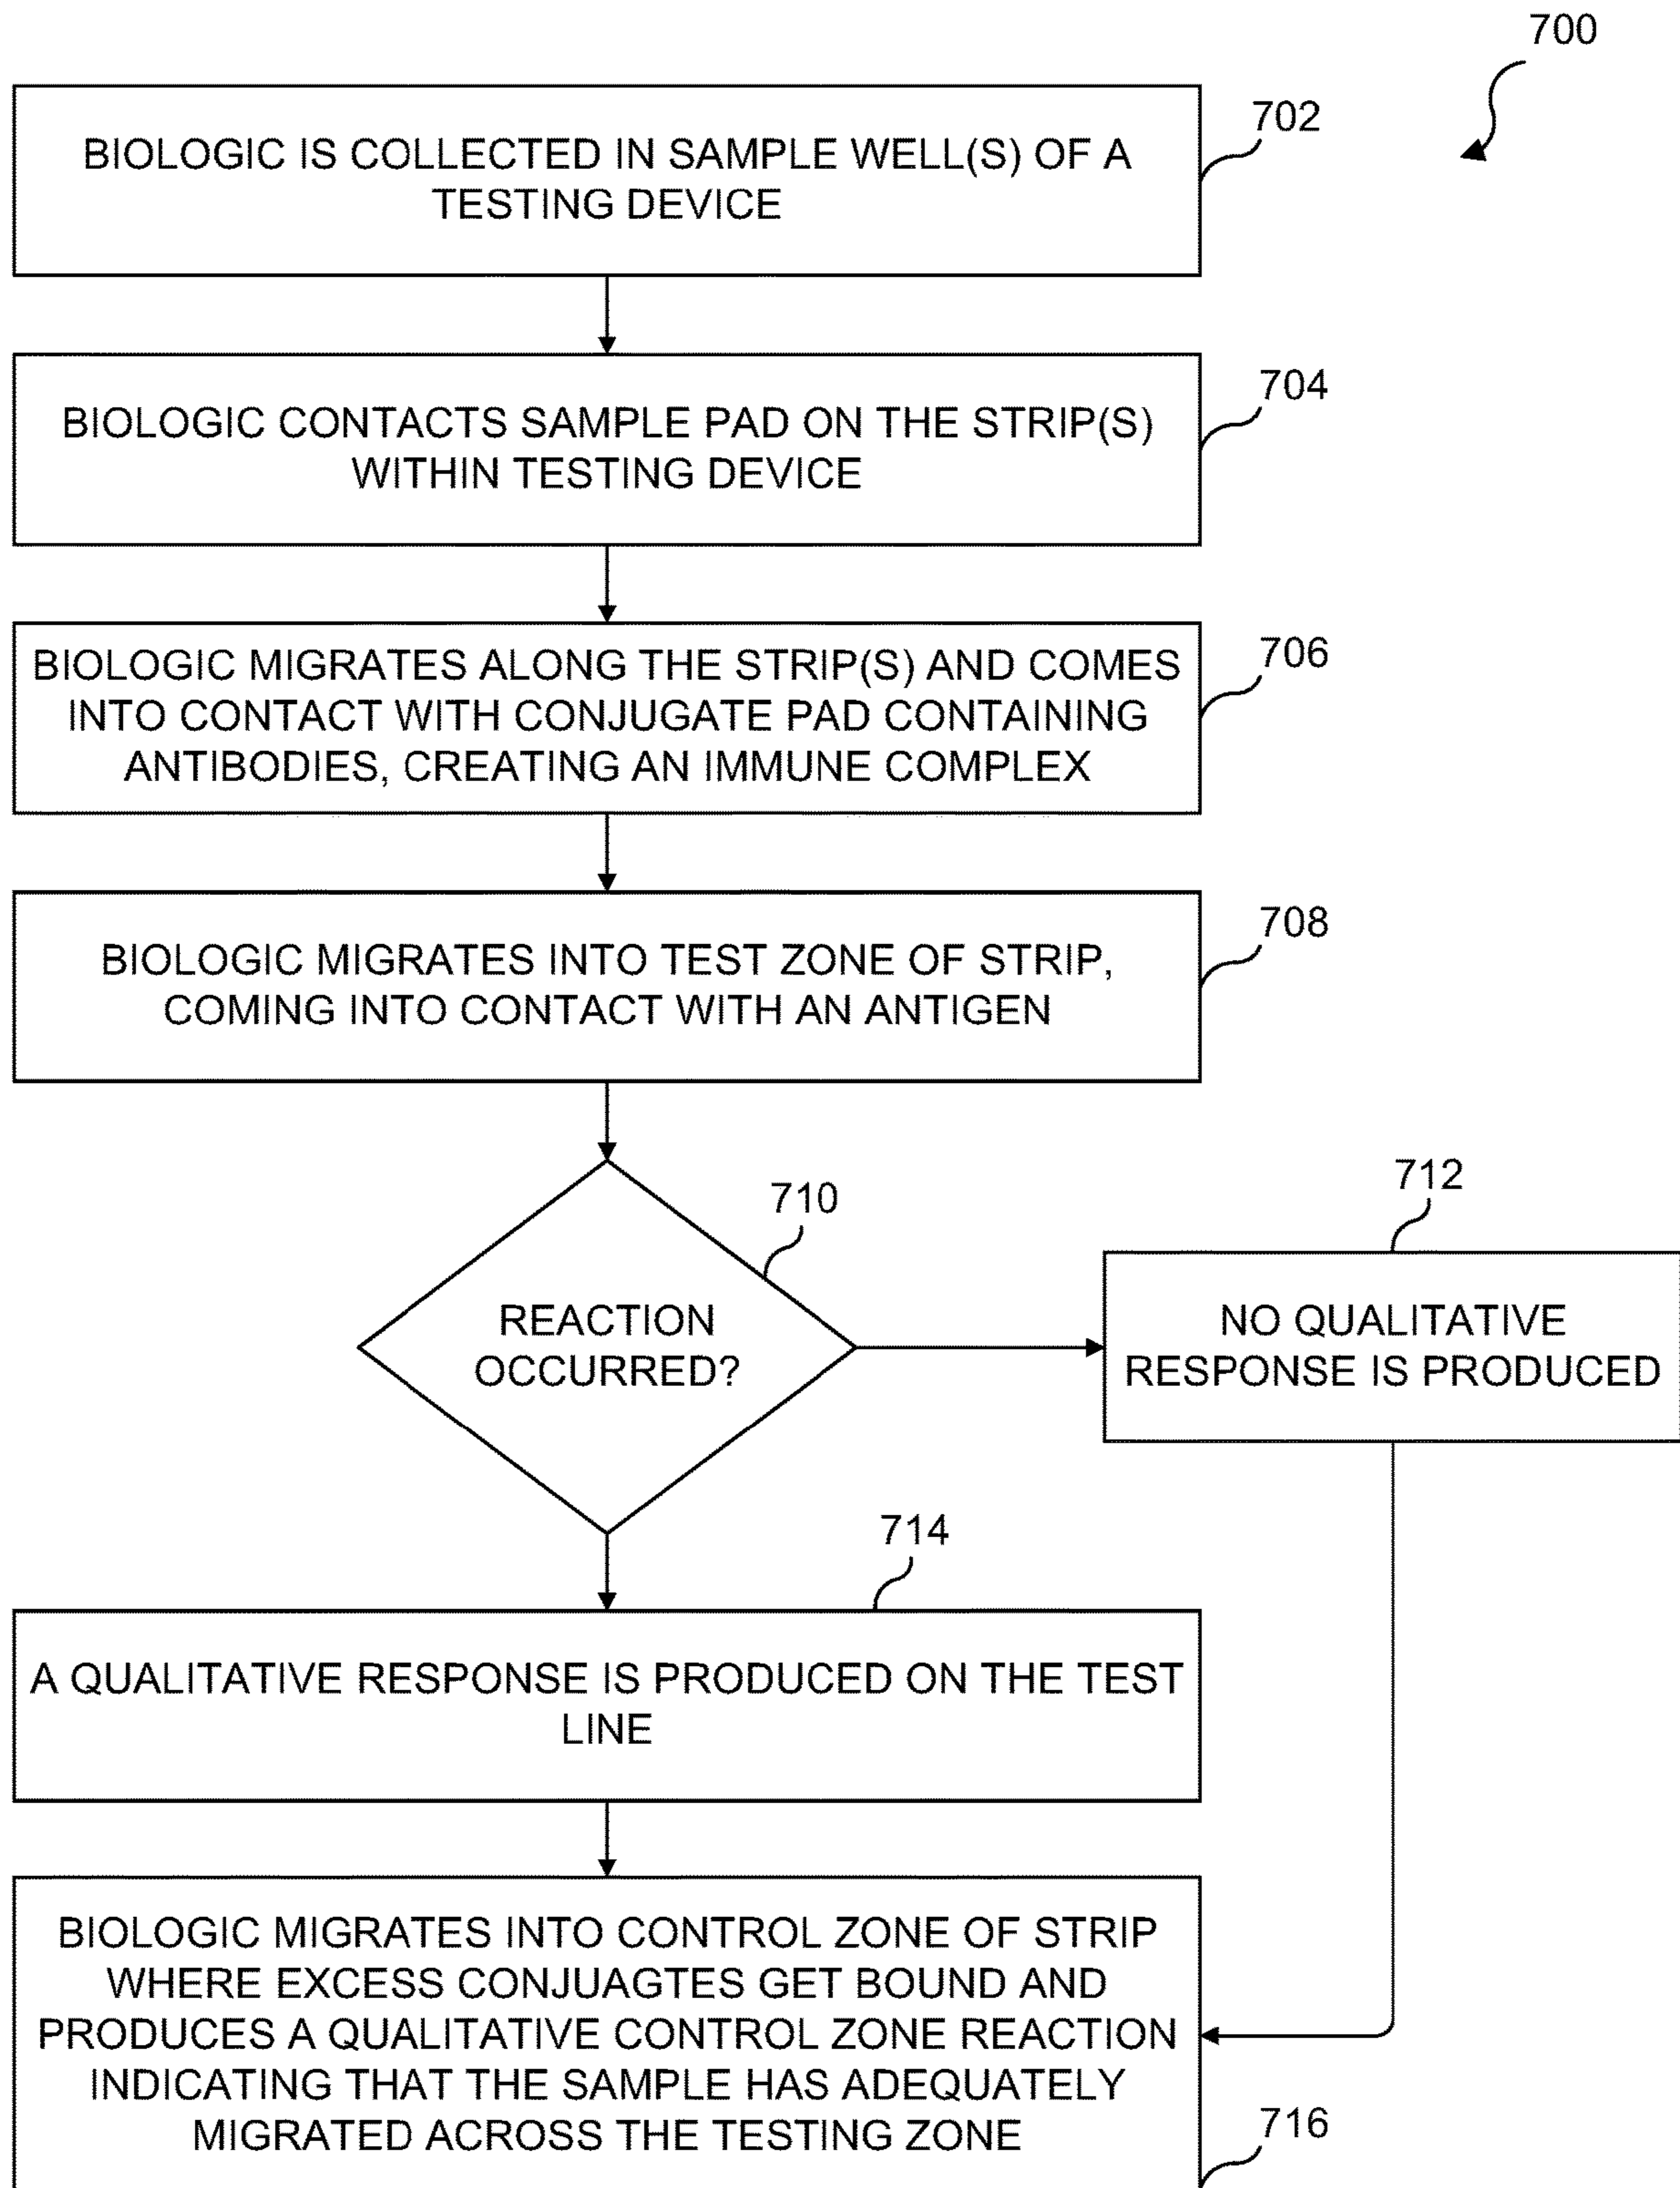 700
702
BIOLOGIC IS COLLECTED IN SAMPLE WELL(S) OF A
TESTING DEVICE
704
BIOLOGIC CONTACTS SAMPLE PAD ON THE STRIP(S)
WITHIN TESTING DEVICE
706
BIOLOGIC MIGRATES ALONG THE STRIP(S) AND COMES
INTO CONTACT WITH CONJUGATE PAD CONTAINING
ANTIBODIES, CREATING AN IMMUNE COMPLEX
708
BIOLOGIC MIGRATES INTO TEST ZONE OF STRIP,
COMING INTO CONTACT WITH AN ANTIGEN
710
REACTION
OCCURRED?
712
NO QUALITATIVE
RESPONSE IS PRODUCED
714
A QUALITATIVE RESPONSE IS PRODUCED ON THE TEST
LINE
BIOLOGIC MIGRATES INTO CONTROL ZONE OF STRIP
WHERE EXCESS CONJUAGTES GET BOUND AND
PRODUCES A QUALITATIVE CONTROL ZONE REACTION
INDICATING THAT THE SAMPLE HAS ADEQUATELY
MIGRATED ACROSS THE TESTING ZONE
716